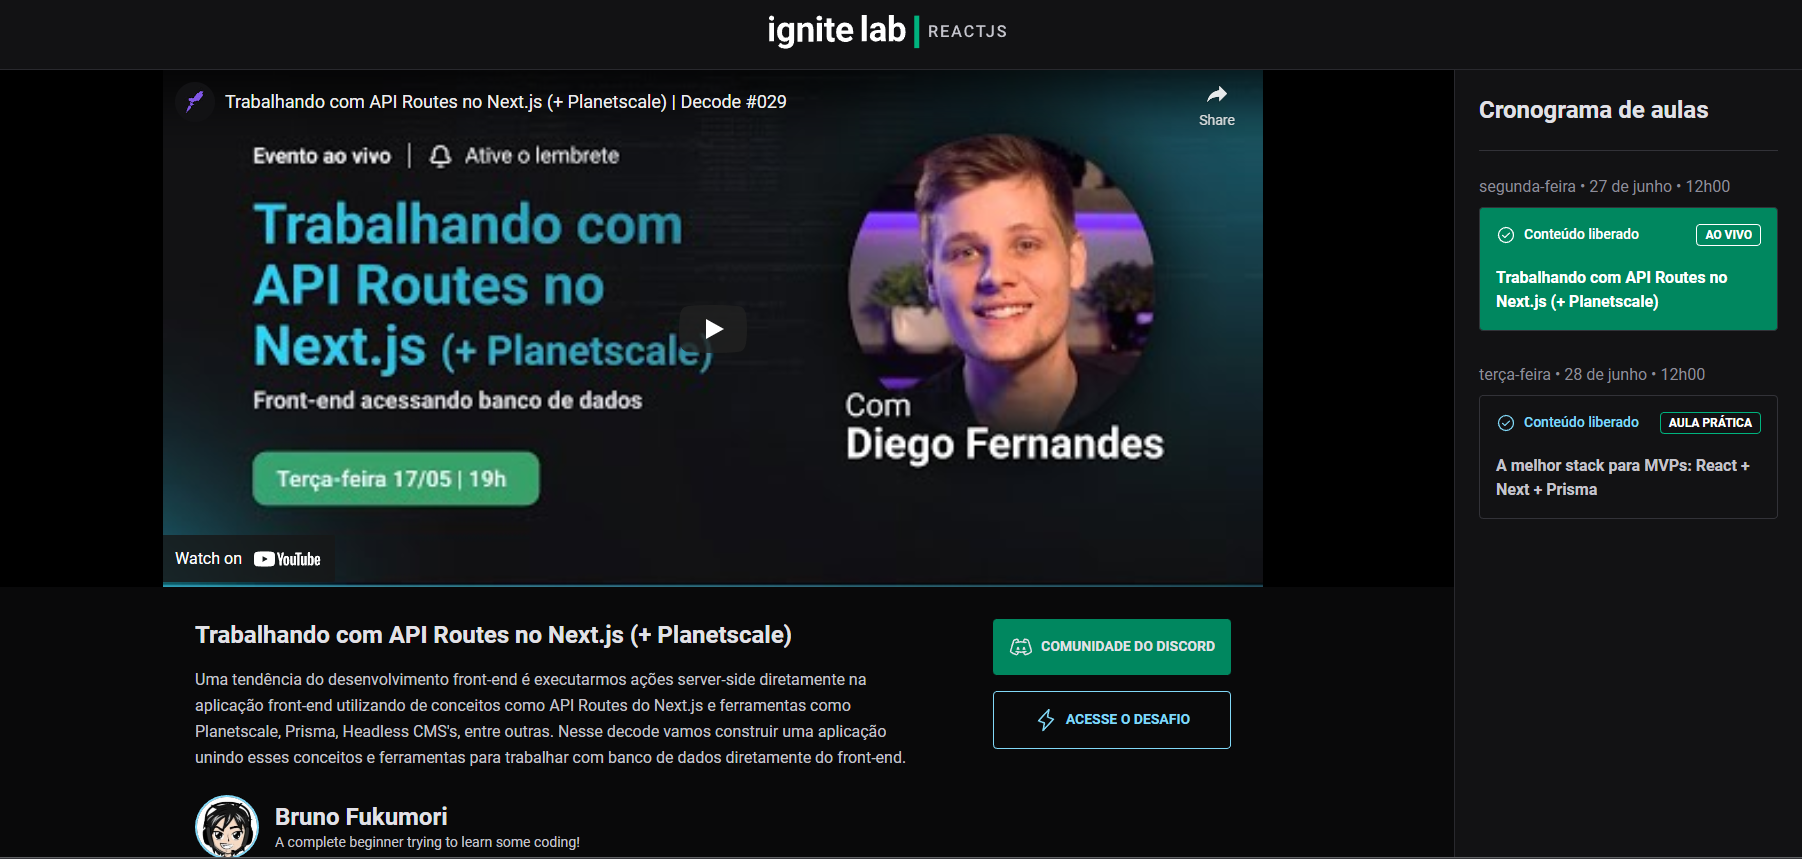 ignite lab | REACTJS
Trabalhando com API Routes no Next.js (+ Planetscale) | Decode #029
Share
Evento ao vivo | Ative o lembrete
Trabalhando com
API Routes no
Next.js (+ Planetscale)
Front-end acessando banco de dados
Terça-feira 17/05 | 19h
Com
Diego Fernandes
Watch on YouTube
Trabalhando com API Routes no Next.js (+ Planetscale)
Uma tendência do desenvolvimento front-end é executarmos ações server-side diretamente na
aplicação front-end utilizando de conceitos como API Routes do Next.js e ferramentas como
Planetscale, Prisma, Headless CMS's, entre outras. Nesse decode vamos construir uma aplicação
unindo esses conceitos e ferramentas para trabalhar com banco de dados diretamente do front-end.
COMUNIDADE DO DISCORD
ACESSE O DESAFIO
Bruno Fukumori
A complete beginner trying to learn some coding!
Cronograma de aulas
segunda-feira • 27 de junho • 12h00
Conteúdo liberado AO VIVO
Trabalhando com API Routes no
Next.js (+ Planetscale)
terça-feira • 28 de junho • 12h00
Conteúdo liberado AULA PRÁTICA
A melhor stack para MVPs: React +
Next + Prisma